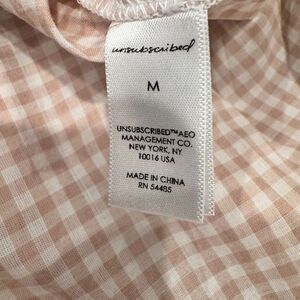 unsubscribed
M
UNSUBSCRIBED™AEO
MANAGEMENT CO.
NEW YORK, NY
10016 USA
MADE IN CHINA
RN 54485